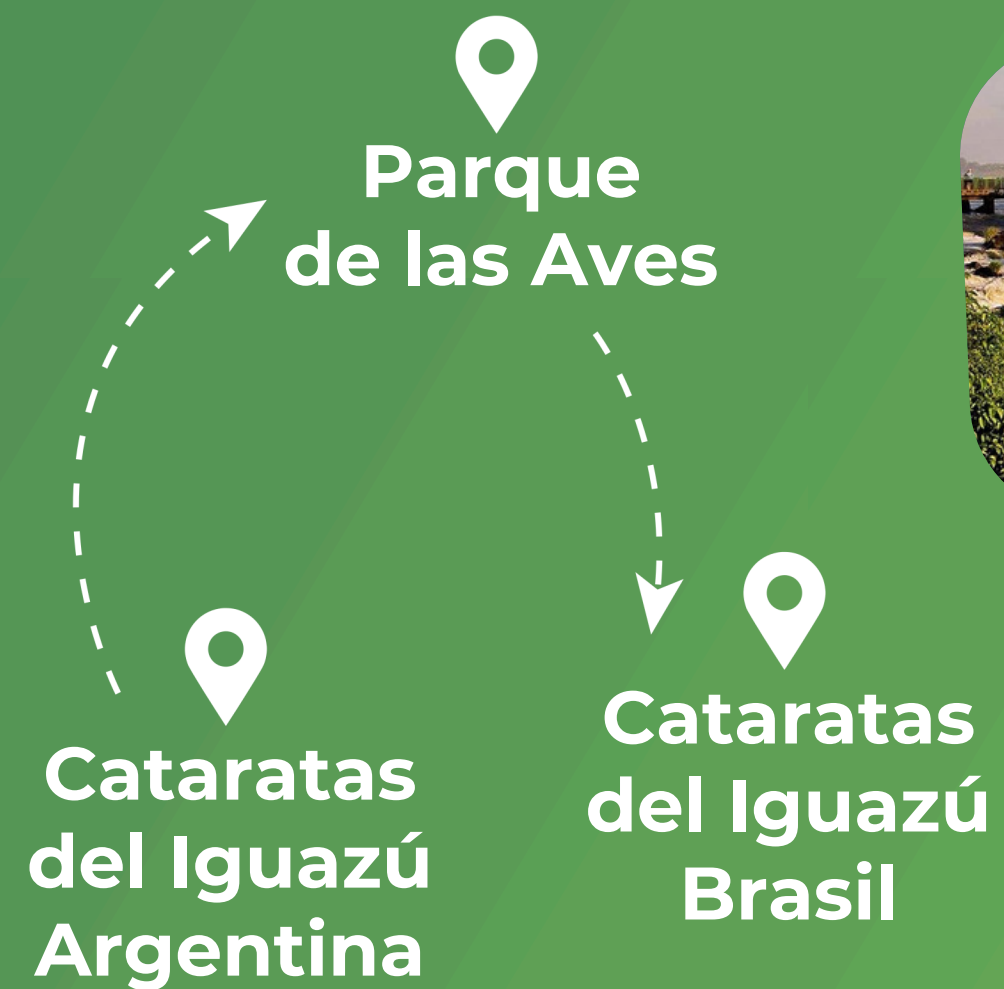 Parque
de las Aves
Cataratas
del Iguazú
Argentina
Cataratas
del Iguazú
Brasil